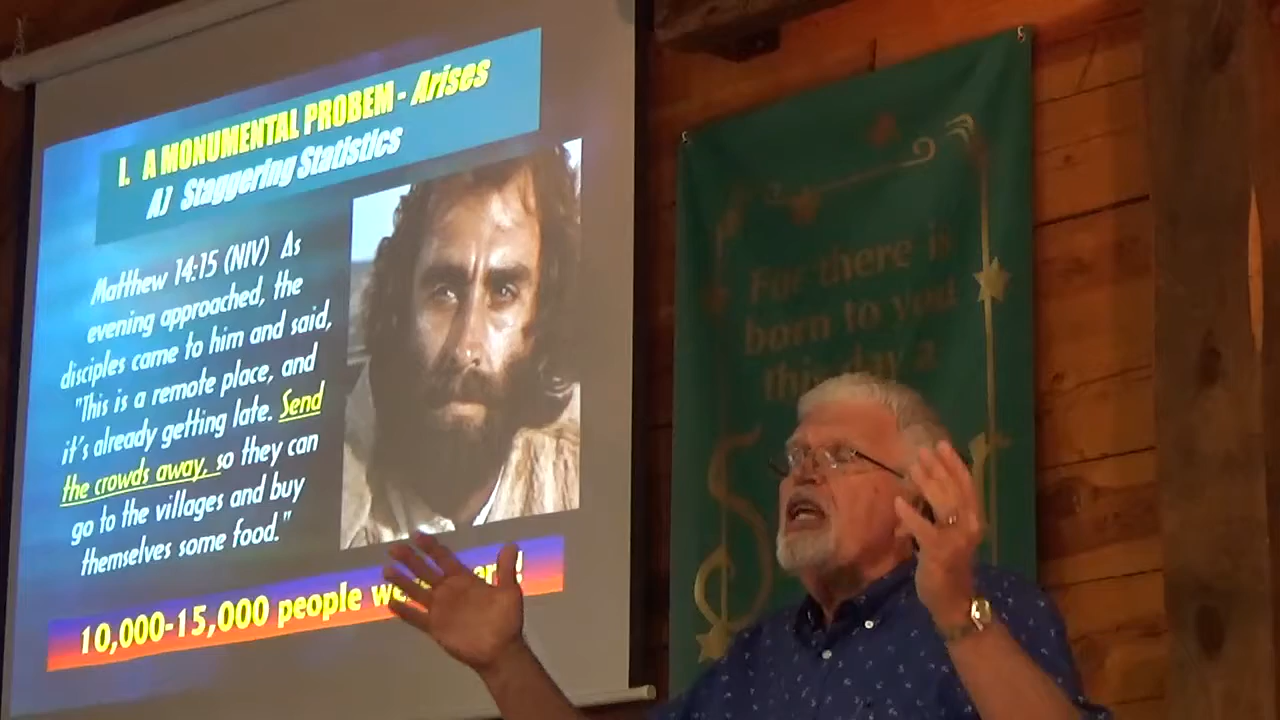 I. A MONUMENTAL PROBEM - Arises
A) Staggering Statistics
Matthew 14:15 (NIV) As
evening approached, the
disciples came to him and said,
"This is a remote place, and
it's already getting late. Send
the crowds away, so they can
go to the villages and buy
themselves some food."
10,000-15,000 people
For there is
born to you
this day a